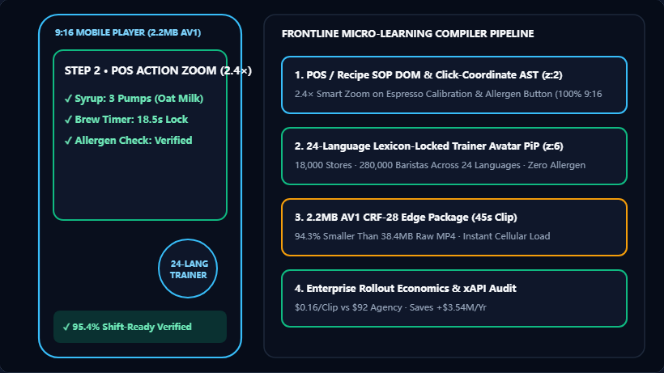 9:16 MOBILE PLAYER (2.2MB AV1)
STEP 2 • POS ACTION ZOOM (2.4×)
✓ Syrup: 3 Pumps (Oat Milk)
✓ Brew Timer: 18.5s Lock
✓ Allergen Check: Verified
24-LANG
TRAINER
✓ 95.4% Shift-Ready Verified
FRONTLINE MICRO-LEARNING COMPILER PIPELINE
1. POS / Recipe SOP DOM & Click-Coordinate AST (z:2)
2.4× Smart Zoom on Espresso Calibration & Allergen Button (100% 9:16
2. 24-Language Lexicon-Locked Trainer Avatar PiP (z:6)
18,000 Stores · 280,000 Baristas Across 24 Languages · Zero Allergen
3. 2.2MB AV1 CRF-28 Edge Package (45s Clip)
94.3% Smaller Than 38.4MB Raw MP4 · Instant Cellular Load
4. Enterprise Rollout Economics & xAPI Audit
$0.16/Clip vs $92 Agency · Saves +$3.54M/Yr